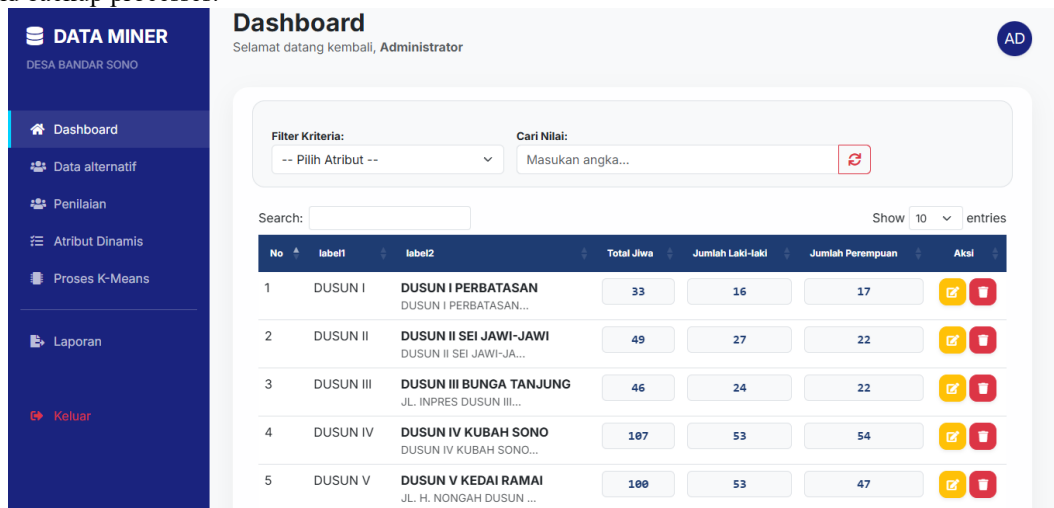 DATA MINER
DESA BANDAR SONO
Dashboard
Data alternatif
Penilaian
Atribut Dinamis
Proses K-Means
Laporan
Keluar
Dashboard
Selamat datang kembali, Administrator
AD
Filter Kriteria:
Cari Nilai:
-- Pilih Atribut --
Masukan angka...
Search:
Show 10 entries
No label1 label2 Total Jiwa Jumlah Laki-laki Jumlah Perempuan Aksi
1 DUSUN I DUSUN I PERBATASAN 33 16 17
DUSUN I PERBATASAN...
2 DUSUN II DUSUN II SEI JAWI-JAWI 49 27 22
DUSUN II SEI JAWI-JA...
3 DUSUN III DUSUN III BUNGA TANJUNG 46 24 22
JL. INPRES DUSUN III...
4 DUSUN IV DUSUN IV KUBAH SONO 107 53 54
DUSUN IV KUBAH SONO...
5 DUSUN V DUSUN V KEDAI RAMAI 100 53 47
JL. H. NONGAH DUSUN ...